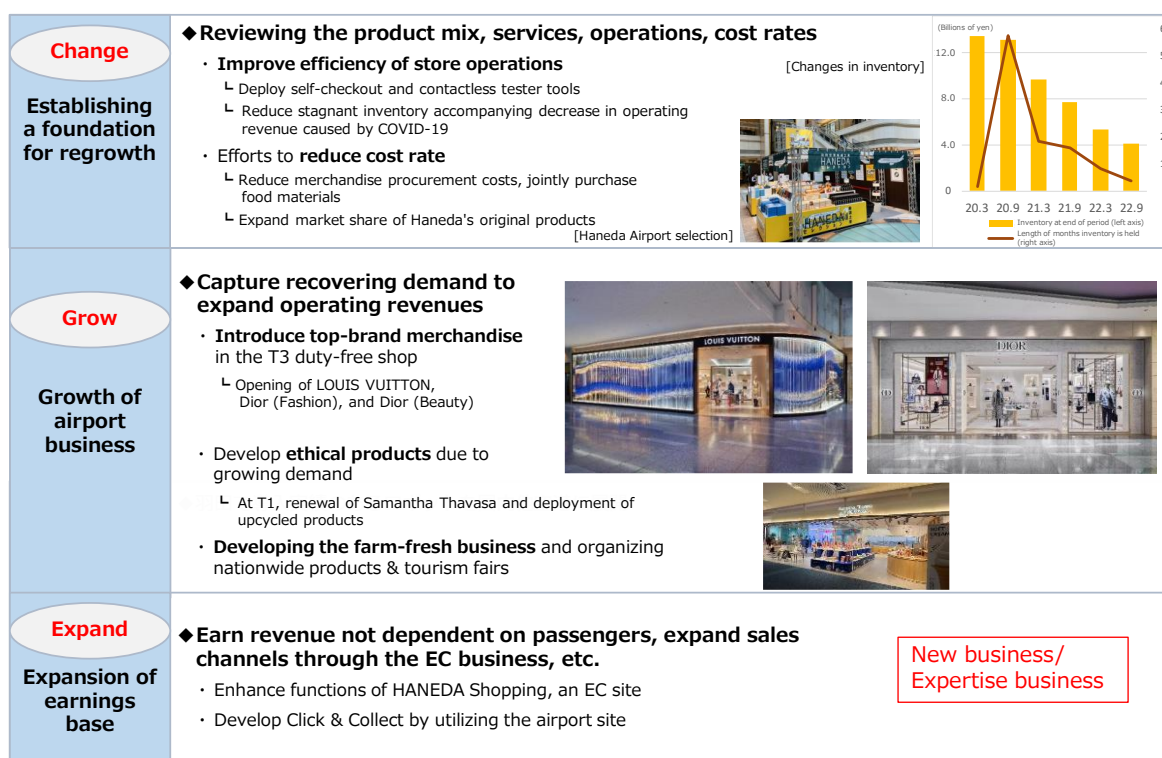 Change
Establishing
a foundation
for regrowth
◆Reviewing the product mix, services, operations, cost rates
・Improve efficiency of store operations
┗ Deploy self-checkout and contactless tester tools
┗ Reduce stagnant inventory accompanying decrease in operating
revenue caused by COVID-19
・Efforts to reduce cost rate
┗ Reduce merchandise procurement costs, jointly purchase
food materials
┗ Expand market share of Haneda's original products
[Haneda Airport selection]
HANEDA
HANEDA
[Changes in inventory]
(Billions of yen)
12.0
8.0
4.0
0
20.3 20.9 21.3 21.9 22.3 22.9
Inventory at end of period (left axis)
Length of months inventory is held
(right axis)
Grow
Growth of
airport
business
◆Capture recovering demand to
expand operating revenues
・Introduce top-brand merchandise
in the T3 duty-free shop
┗ Opening of LOUIS VUITTON,
Dior (Fashion), and Dior (Beauty)
・Develop ethical products due to
growing demand
┗ At T1, renewal of Samantha Thavasa and deployment of
upcycled products
・Developing the farm-fresh business and organizing
nationwide products & tourism fairs
LOUIS VUITTON
DIOR
Expand
Expansion of
earnings
base
◆Earn revenue not dependent on passengers, expand sales
channels through the EC business, etc.
・Enhance functions of HANEDA Shopping, an EC site
・Develop Click & Collect by utilizing the airport site
New business/
Expertise business